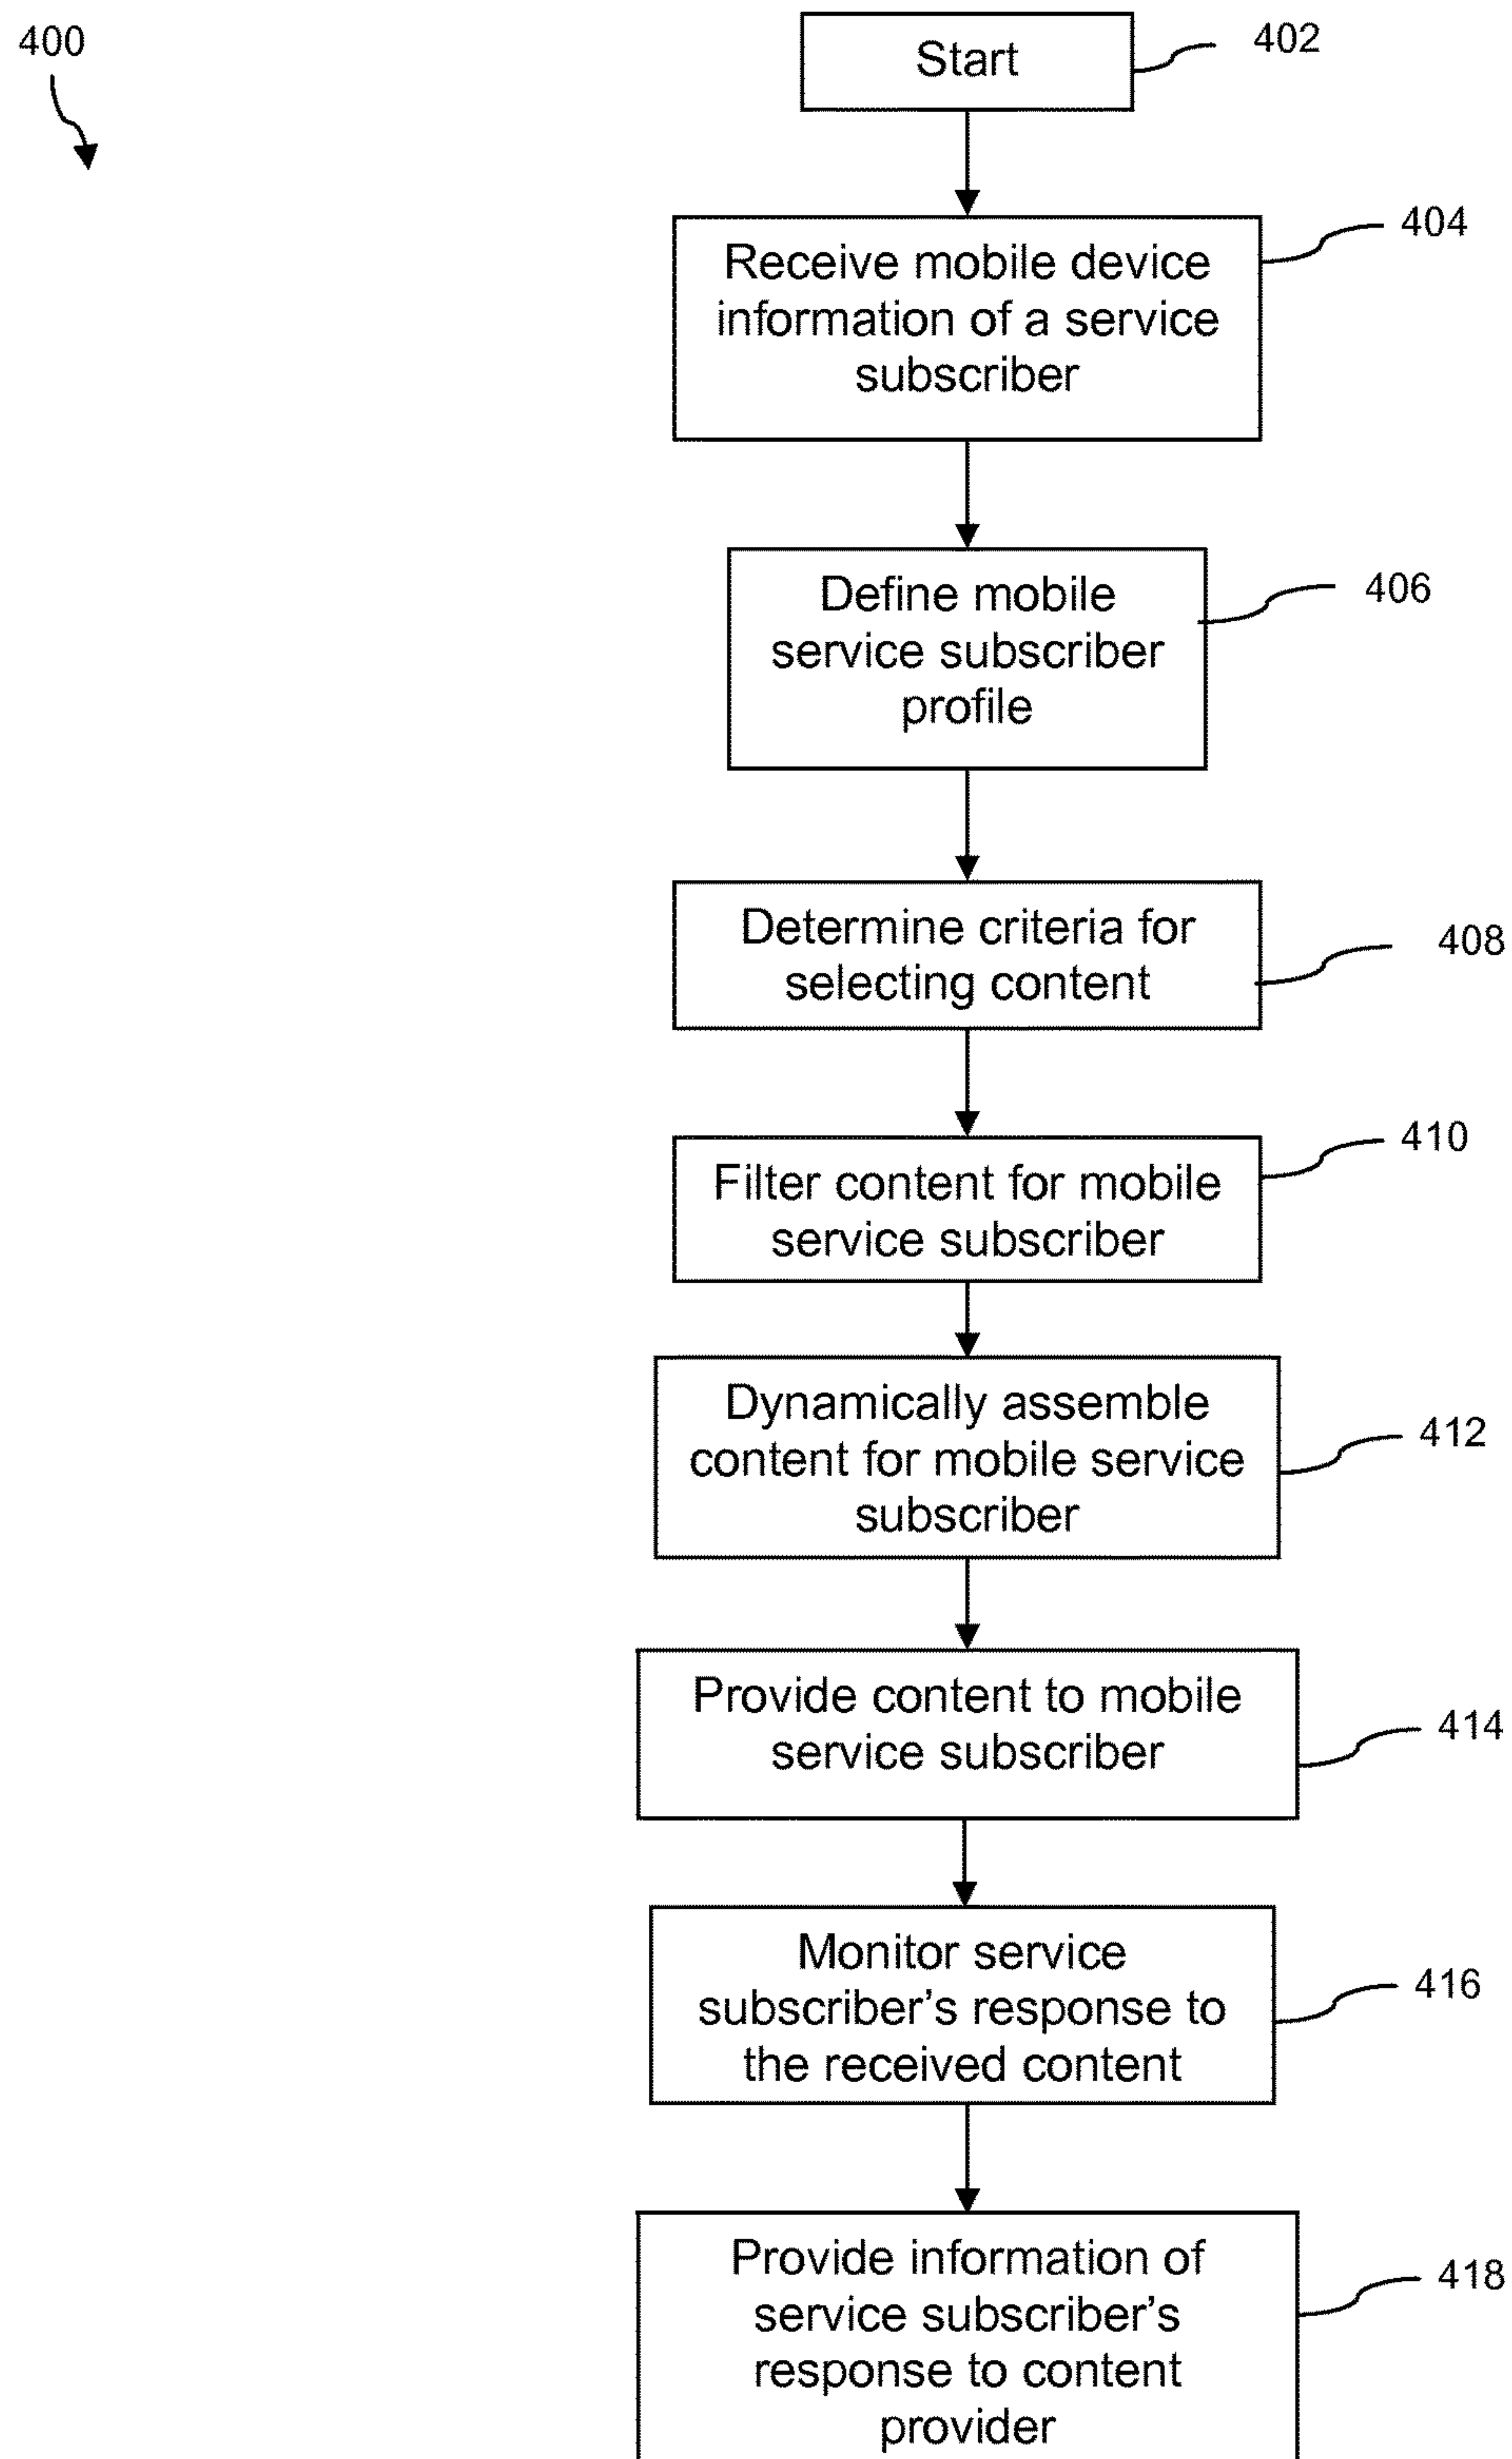 400
Start
402
Receive mobile device
information of a service
subscriber
404
Define mobile
service subscriber
profile
406
Determine criteria for
selecting content
408
Filter content for mobile
service subscriber
410
Dynamically assemble
content for mobile service
subscriber
412
Provide content to mobile
service subscriber
414
Monitor service
subscriber’s response to
the received content
416
Provide information of
service subscriber’s
response to content
provider
418